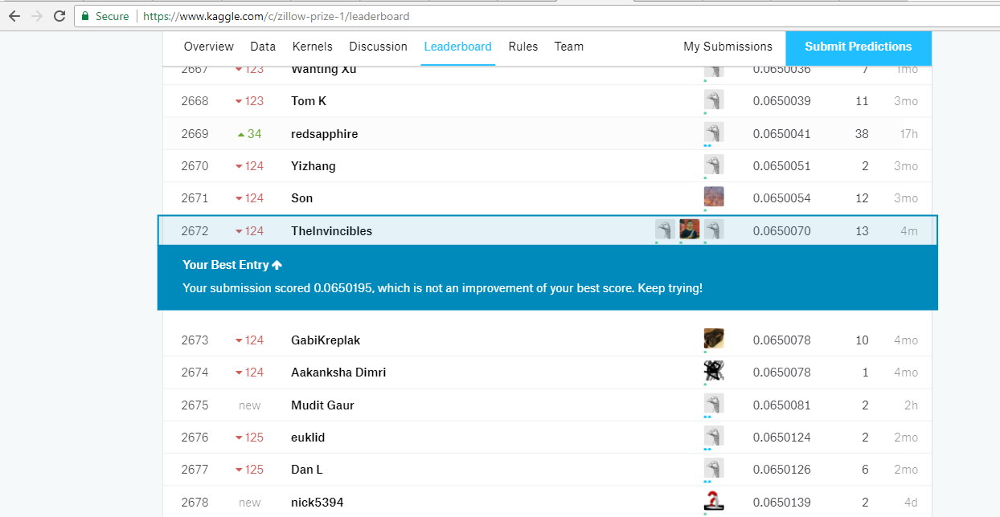 Secure https://www.kaggle.com/c/zillow-prize-1/leaderboard
Overview Data Kernels Discussion Leaderboard Rules Team My Submissions Submit Predictions
2667 123 Wanting Xu 0.0650036 7 1mo
2668 123 Tom K 0.0650039 11 3mo
2669 34 redsapphire 0.0650041 38 17h
2670 124 Yizhang 0.0650051 2 3mo
2671 124 Son 0.0650054 12 3mo
2672 124 TheInvincibles 0.0650070 13 4m
Your Best Entry
Your submission scored 0.0650195, which is not an improvement of your best score. Keep trying!
2673 124 GabiKreplak 0.0650078 10 4mo
2674 124 Aakanksha Dimri 0.0650078 1 4mo
2675 new Mudit Gaur 0.0650081 2 2h
2676 125 euklid 0.0650124 2 2mo
2677 125 Dan L 0.0650126 6 2mo
2678 new nick5394 0.0650139 2 4d